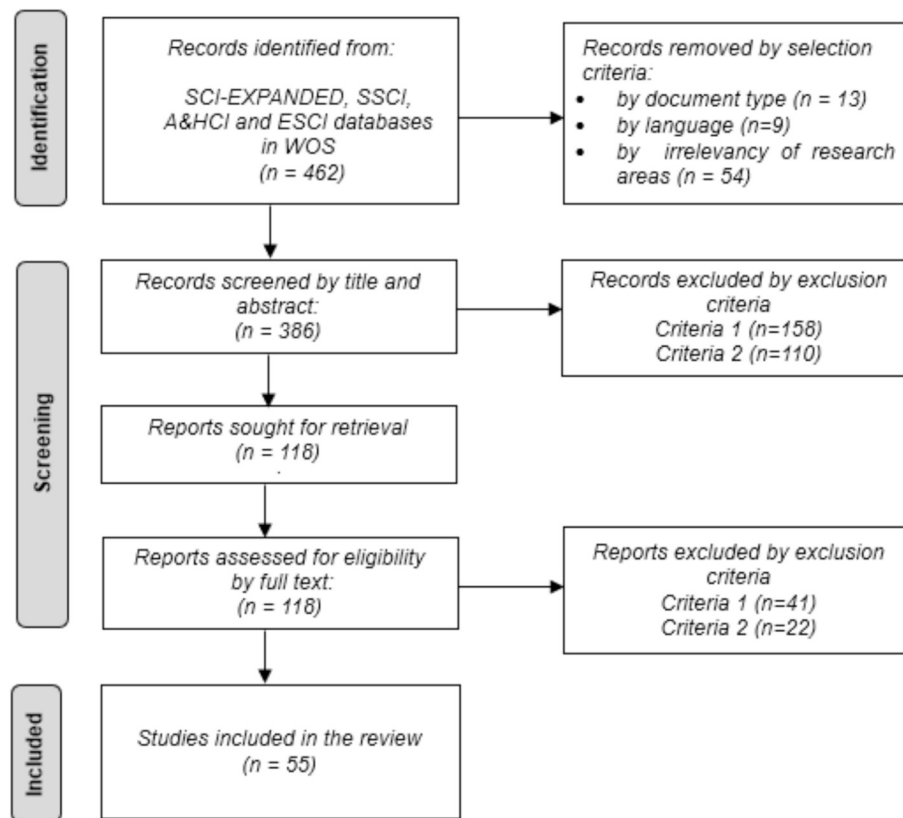 Identification
Records identified from:
SCI-EXPANDED, SSCI,
A&HCI and ESCI databases
in WOS
(n = 462)
Records removed by selection
criteria:
• by document type (n = 13)
• by language (n=9)
• by irrelevancy of research
areas (n = 54)
Screening
Records screened by title and
abstract:
(n = 386)
Records excluded by exclusion
criteria
Criteria 1 (n=158)
Criteria 2 (n=110)
Reports sought for retrieval
(n = 118)
.
Reports assessed for eligibility
by full text:
(n = 118)
Reports excluded by exclusion
criteria
Criteria 1 (n=41)
Criteria 2 (n=22)
Included
Studies included in the review
(n = 55)